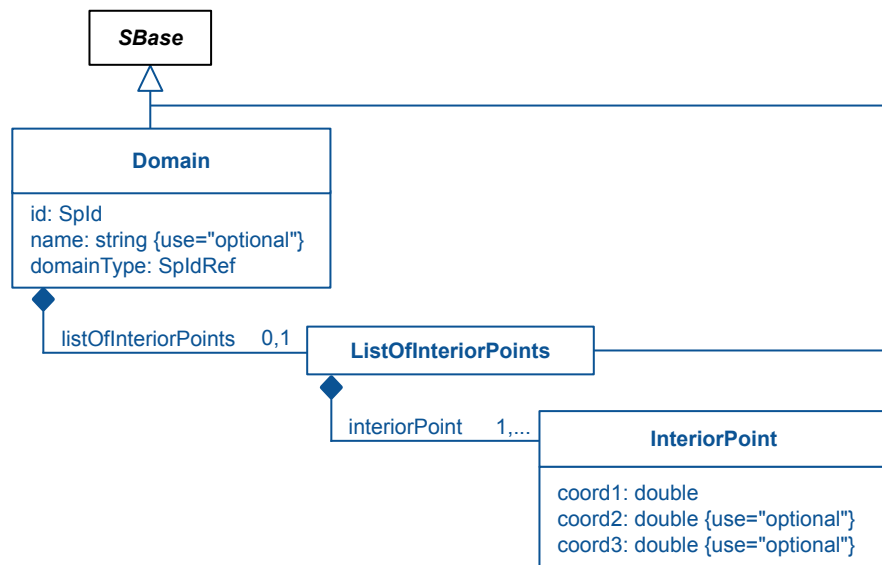 SBase
Domain
id: SpId
name: string {use="optional"}
domainType: SpIdRef
listOfInteriorPoints 0,1
ListOfInteriorPoints
interiorPoint 1,...
InteriorPoint
coord1: double
coord2: double {use="optional"}
coord3: double {use="optional"}